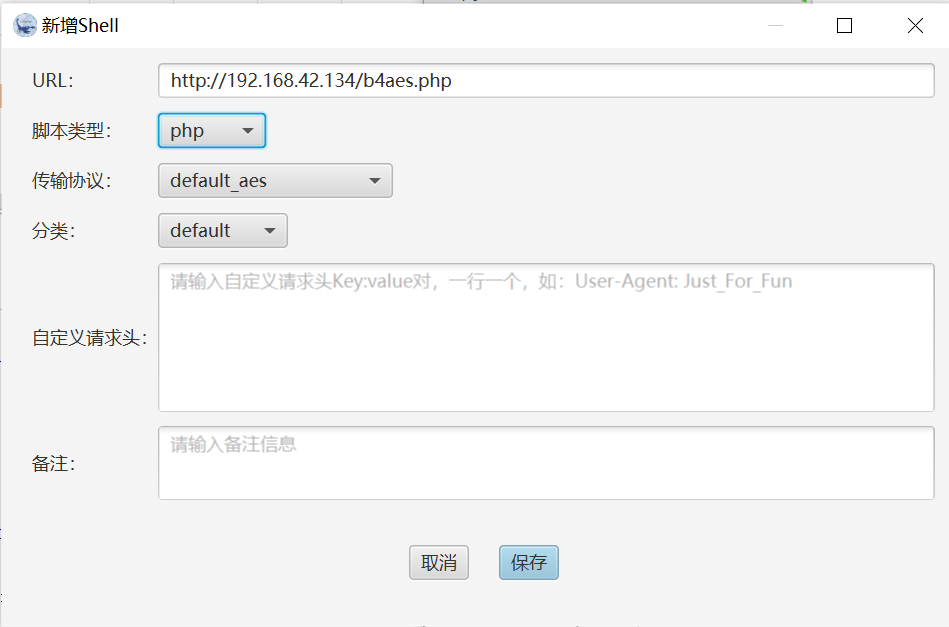 新增Shell
URL:
http://192.168.42.134/b4aes.php
脚本类型:
php
传输协议:
default_aes
分类:
default
自定义请求头:
请输入自定义请求头Key:value对，一行一个，如：User-Agent: Just_For_Fun
备注:
请输入备注信息
取消
保存